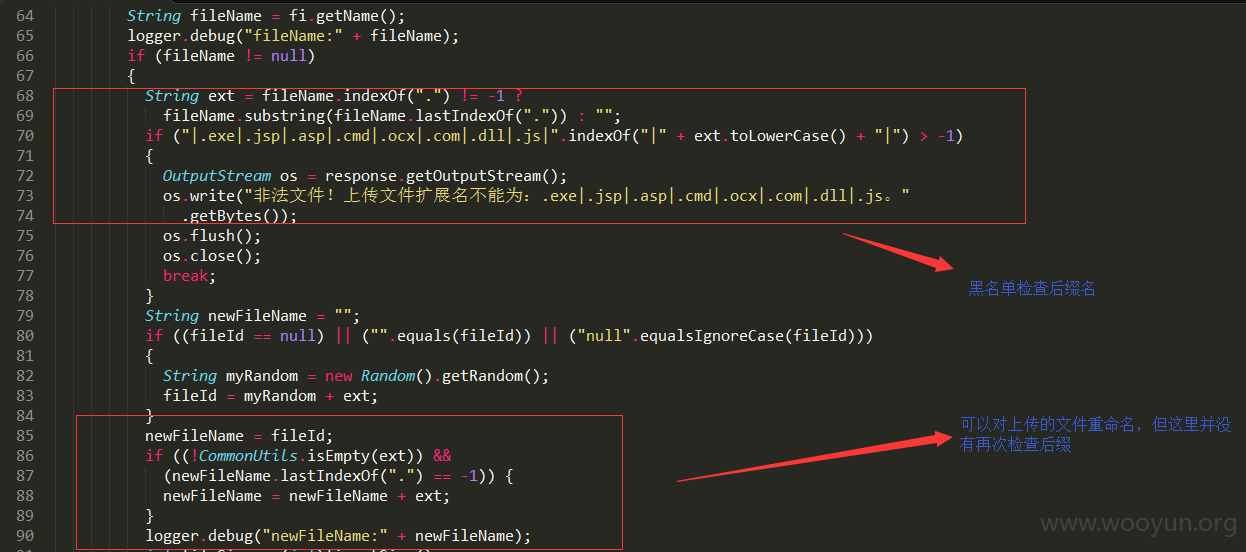 64 String fileName = fi.getName();
65 logger.debug("fileName:" + fileName);
66 if (fileName != null)
67 {
68 String ext = fileName.indexOf(".") != -1 ?
69 fileName.substring(fileName.lastIndexOf(".")) : "";
70 if ("|.exe|.jsp|.asp|.cmd|.ocx|.com|.dll|.js|".indexOf("|" + ext.toLowerCase() + "|") > -1)
71 {
72 OutputStream os = response.getOutputStream();
73 os.write("非法文件！上传文件扩展名不能为：.exe|.jsp|.asp|.cmd|.ocx|.com|.dll|.js。"
74 .getBytes());
75 os.flush();
76 os.close();
77 break;
78 }
黑名单检查后缀名
79 String newFileName = "";
80 if ((fileId == null) || ("".equals(fileId)) || ("null".equalsIgnoreCase(fileId)))
81 {
82 String myRandom = new Random().getRandom();
83 fileId = myRandom + ext;
84 }
85 newFileName = fileId;
86 if ((!CommonUtils.isEmpty(ext)) &&
87 (newFileName.lastIndexOf(".") == -1)) {
88 newFileName = newFileName + ext;
89 }
90 logger.debug("newFileName:" + newFileName);
可以对上传的文件重命名，但这里并没
有再次检查后缀
www.wooyun.org